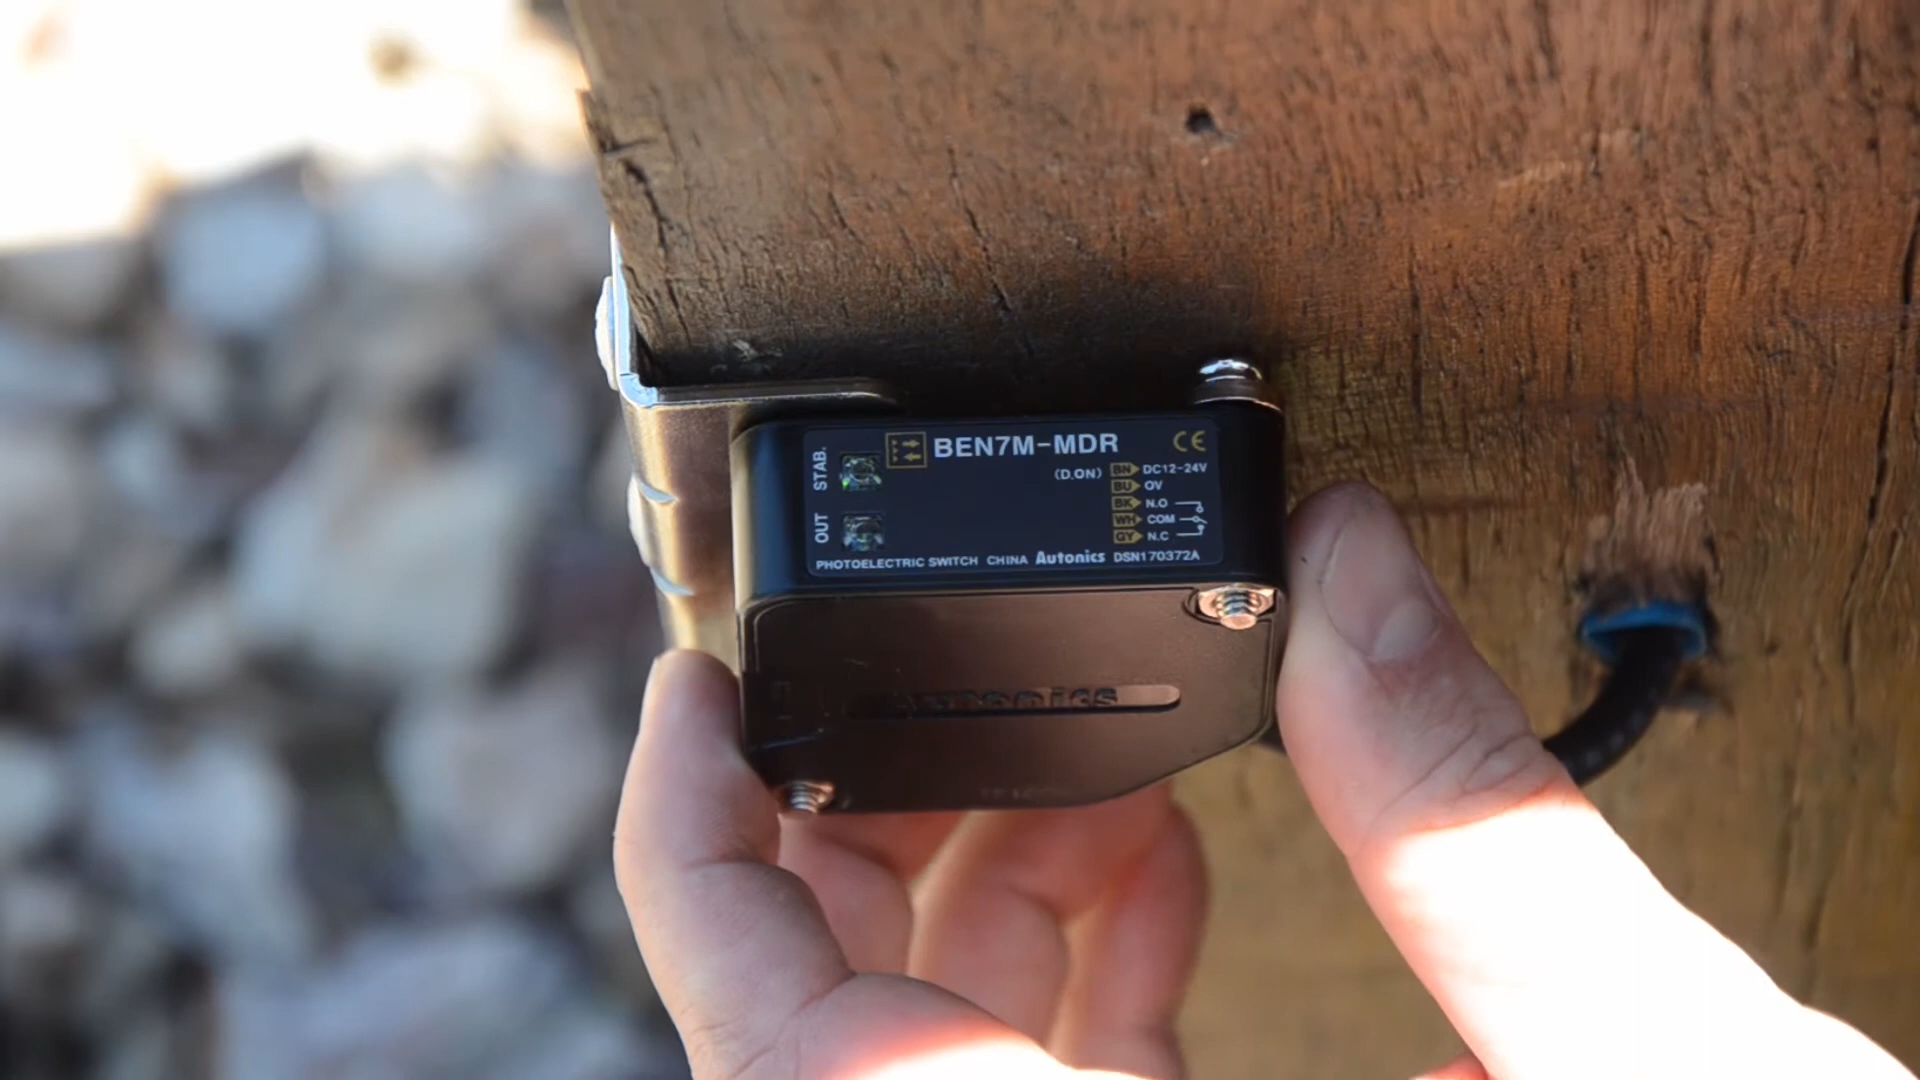 STAB.
OUT
BEN7M-MDR CE
(D.ON) BN DC12-24V
BU 0V
BK N.O
WH COM
GY N.C
PHOTOELECTRIC SWITCH CHINA Autonics DSN170372A
Autonics